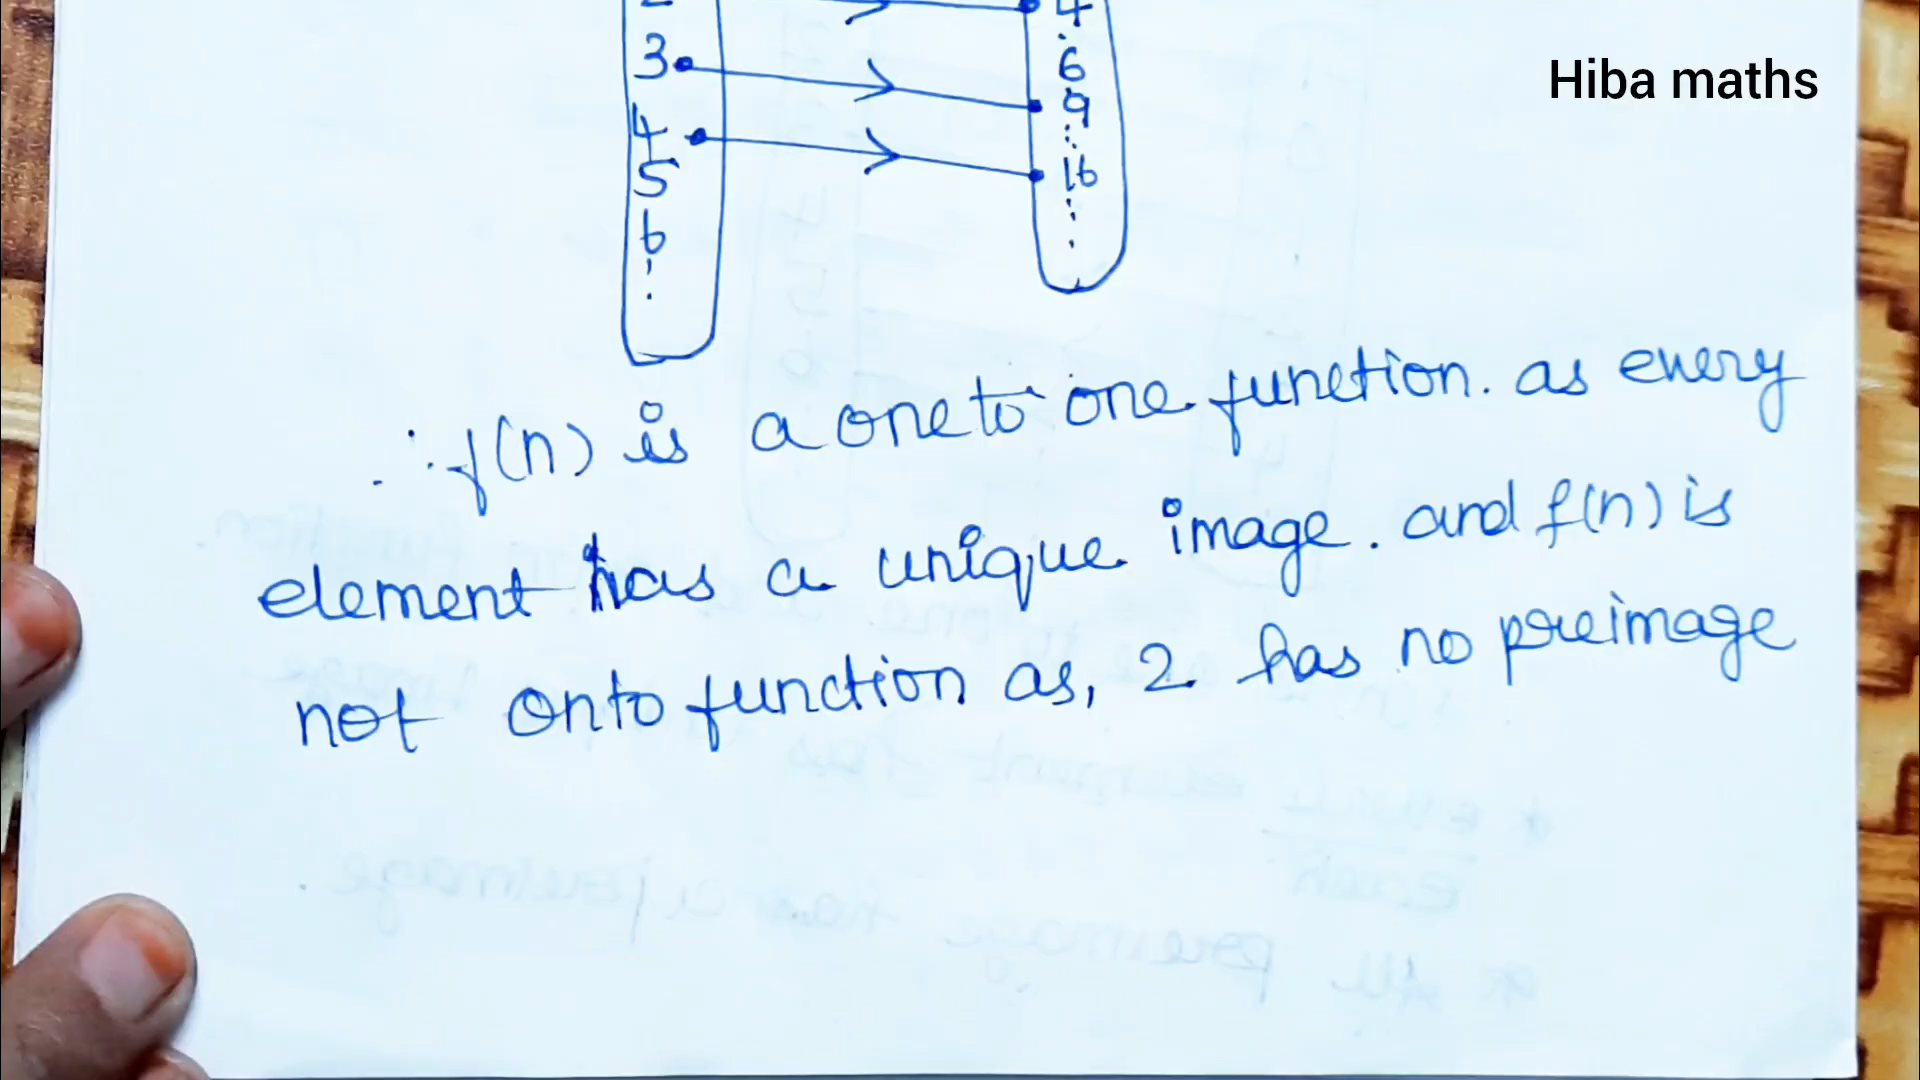 4
3 6
9
4 16
5
6
Hiba maths
∴ f(n) is a one to one function. as every
element has a unique image. and f(n) is
not onto function as, 2 has no preimage